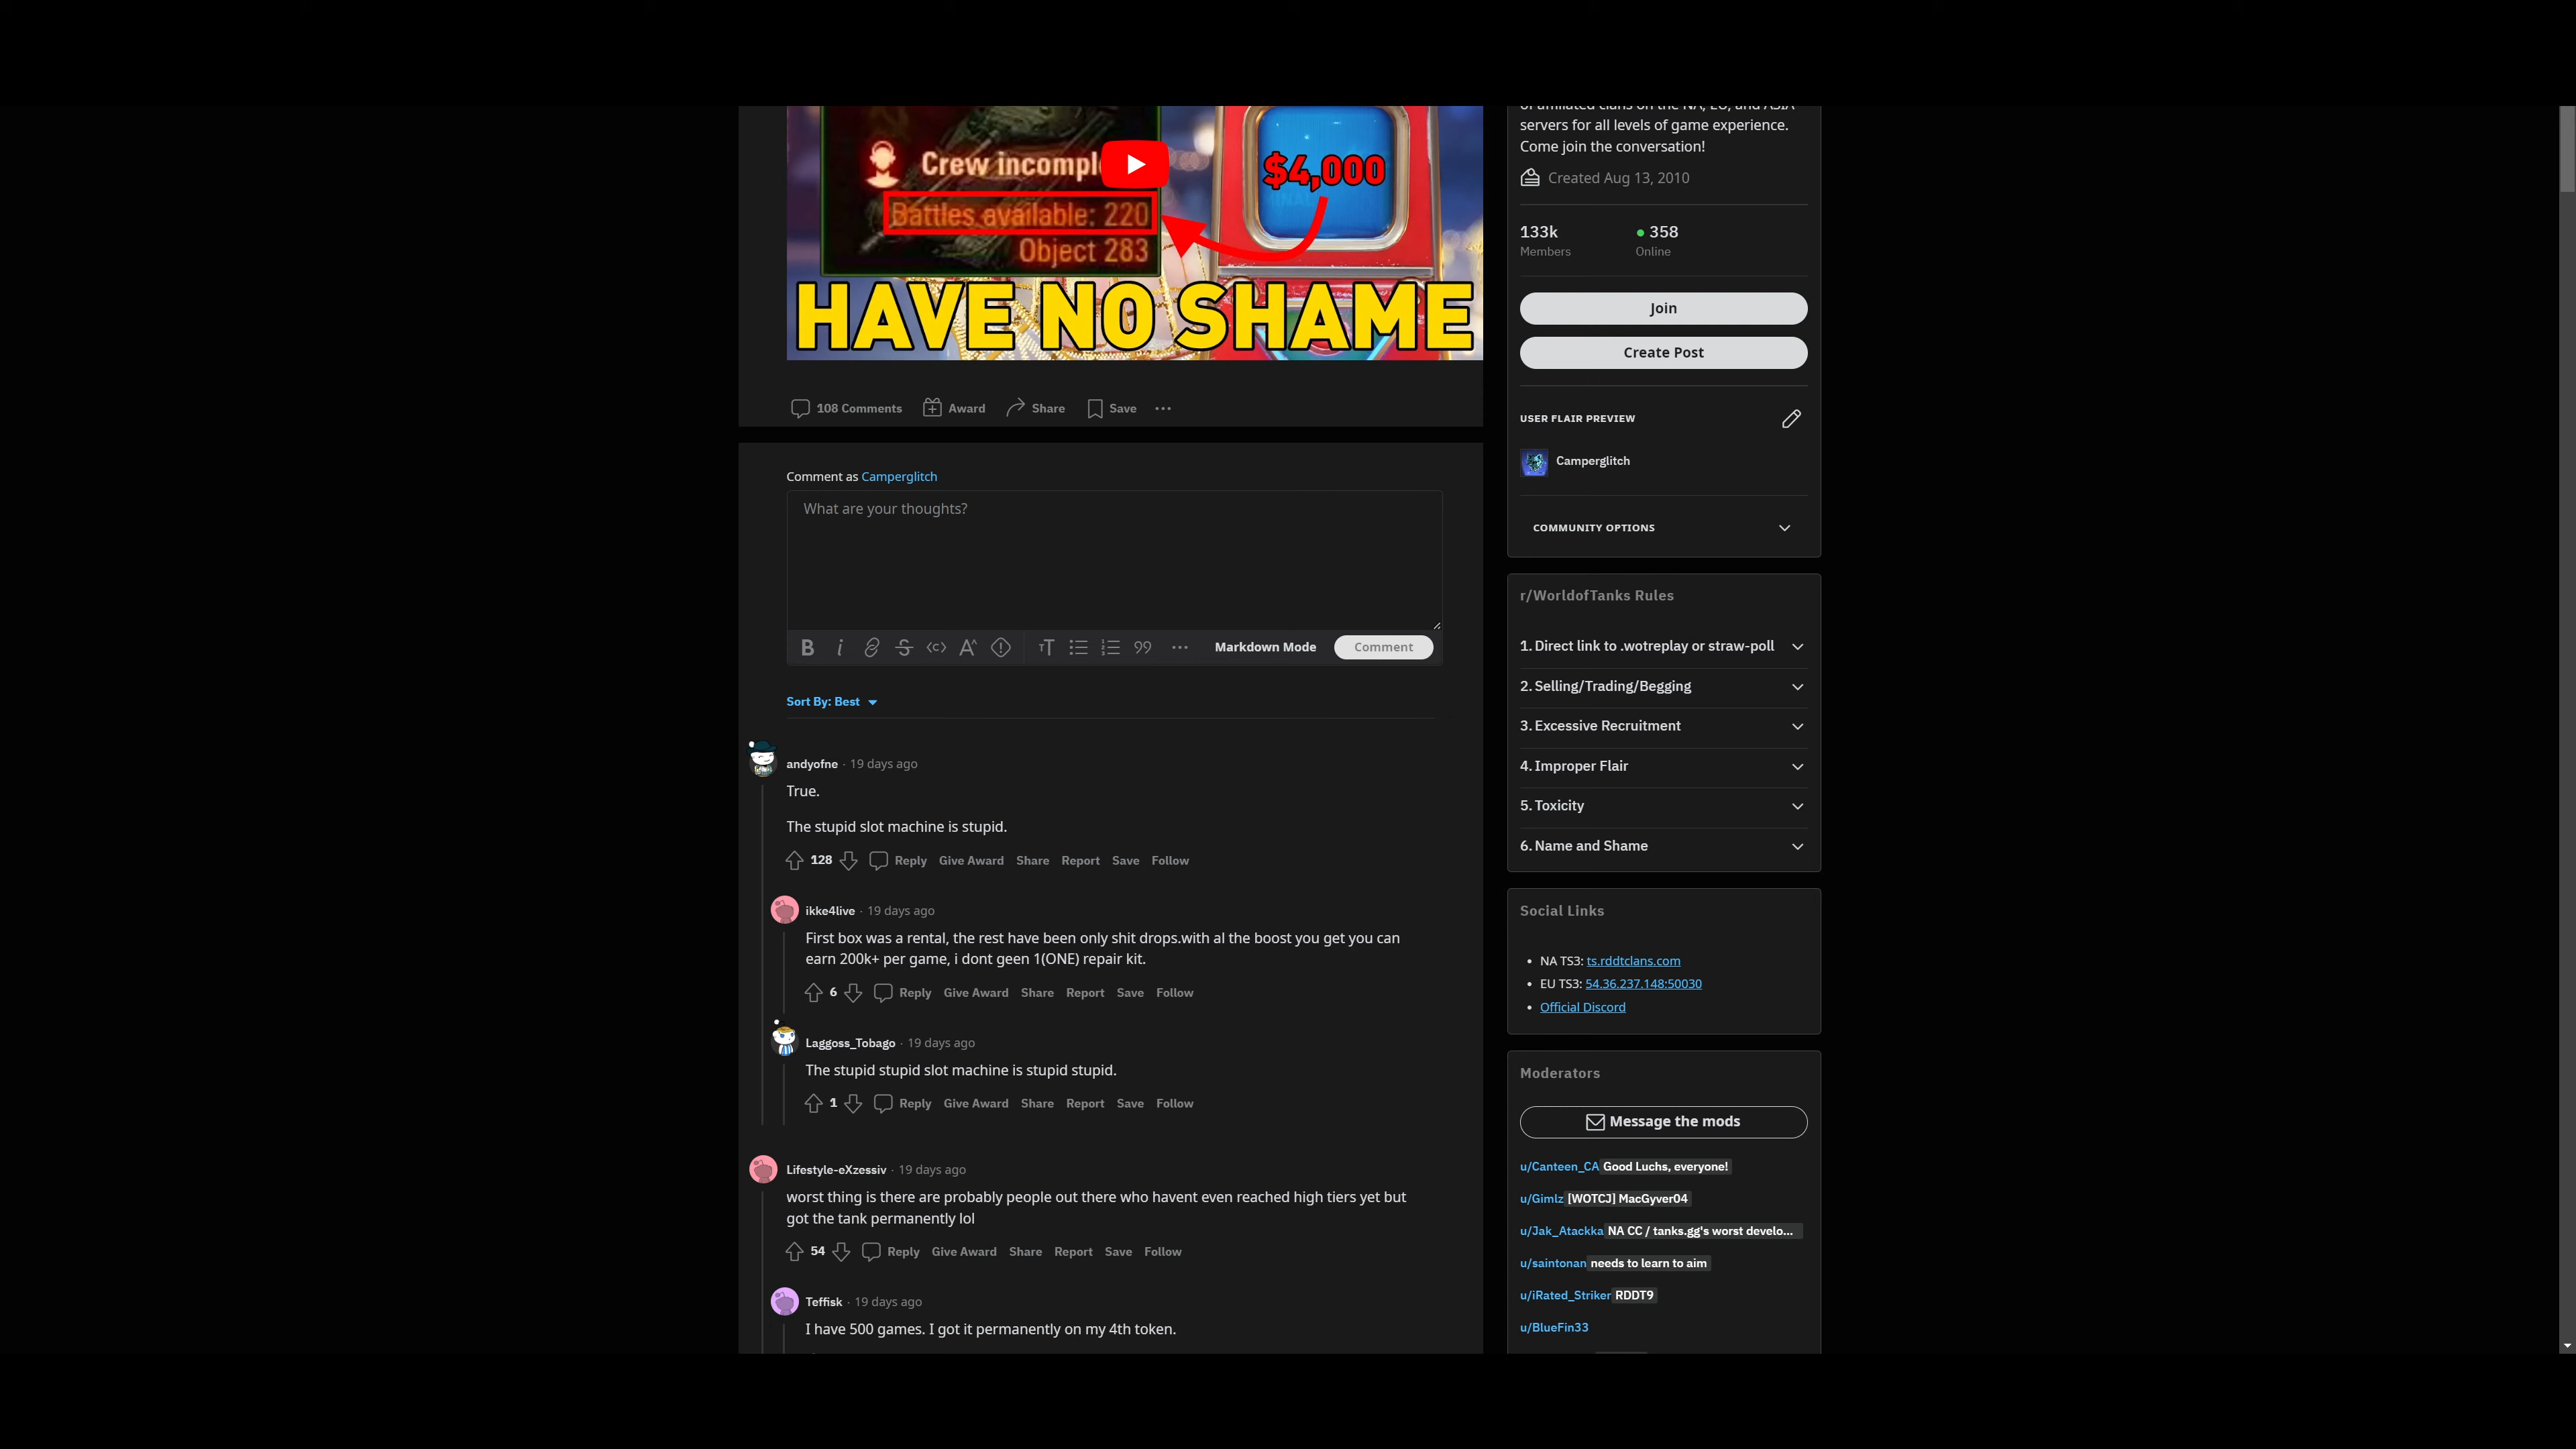 Crew incompl
$4,000
Battles available: 220
Object 283
HAVE NO SHAME
108 Comments Award Share Save
Comment as Camperglitch
What are your thoughts?
Markdown Mode Comment
Sort By: Best
andyofne · 19 days ago
True.
The stupid slot machine is stupid.
128 Reply Give Award Share Report Save Follow
ikke4live · 19 days ago
First box was a rental, the rest have been only shit drops.with al the boost you get you can
earn 200k+ per game, i dont geen 1(ONE) repair kit.
6 Reply Give Award Share Report Save Follow
Laggoss_Tobago · 19 days ago
The stupid stupid slot machine is stupid stupid.
1 Reply Give Award Share Report Save Follow
Lifestyle-eXzessiv · 19 days ago
worst thing is there are probably people out there who havent even reached high tiers yet but
got the tank permanently lol
54 Reply Give Award Share Report Save Follow
Teffisk · 19 days ago
I have 500 games. I got it permanently on my 4th token.
of affiliated clans on the NA, EU, and ASIA
servers for all levels of game experience.
Come join the conversation!
Created Aug 13, 2010
133k 358
Members Online
Join
Create Post
USER FLAIR PREVIEW
Camperglitch
COMMUNITY OPTIONS
r/WorldofTanks Rules
1. Direct link to .wotreplay or straw-poll
2. Selling/Trading/Begging
3. Excessive Recruitment
4. Improper Flair
5. Toxicity
6. Name and Shame
Social Links
• NA TS3: ts.rddtclans.com
• EU TS3: 54.36.237.148:50030
• Official Discord
Moderators
Message the mods
u/Canteen_CA Good Luchs, everyone!
u/Gimlz [WOTCJ] MacGyver04
u/Jak_Atackka NA CC / tanks.gg's worst develo...
u/saintonan needs to learn to aim
u/iRated_Striker RDDT9
u/BlueFin33